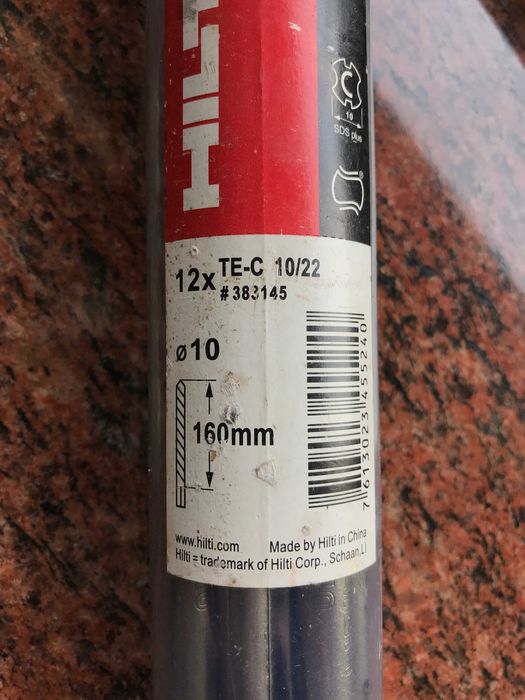 HILTI
10
SDS plus
12x TE-C 10/22
# 383145
ø10
160mm
7613023455240
www.hilti.com Made by Hilti in China
Hilti = trademark of Hilti Corp., Schaan,LI